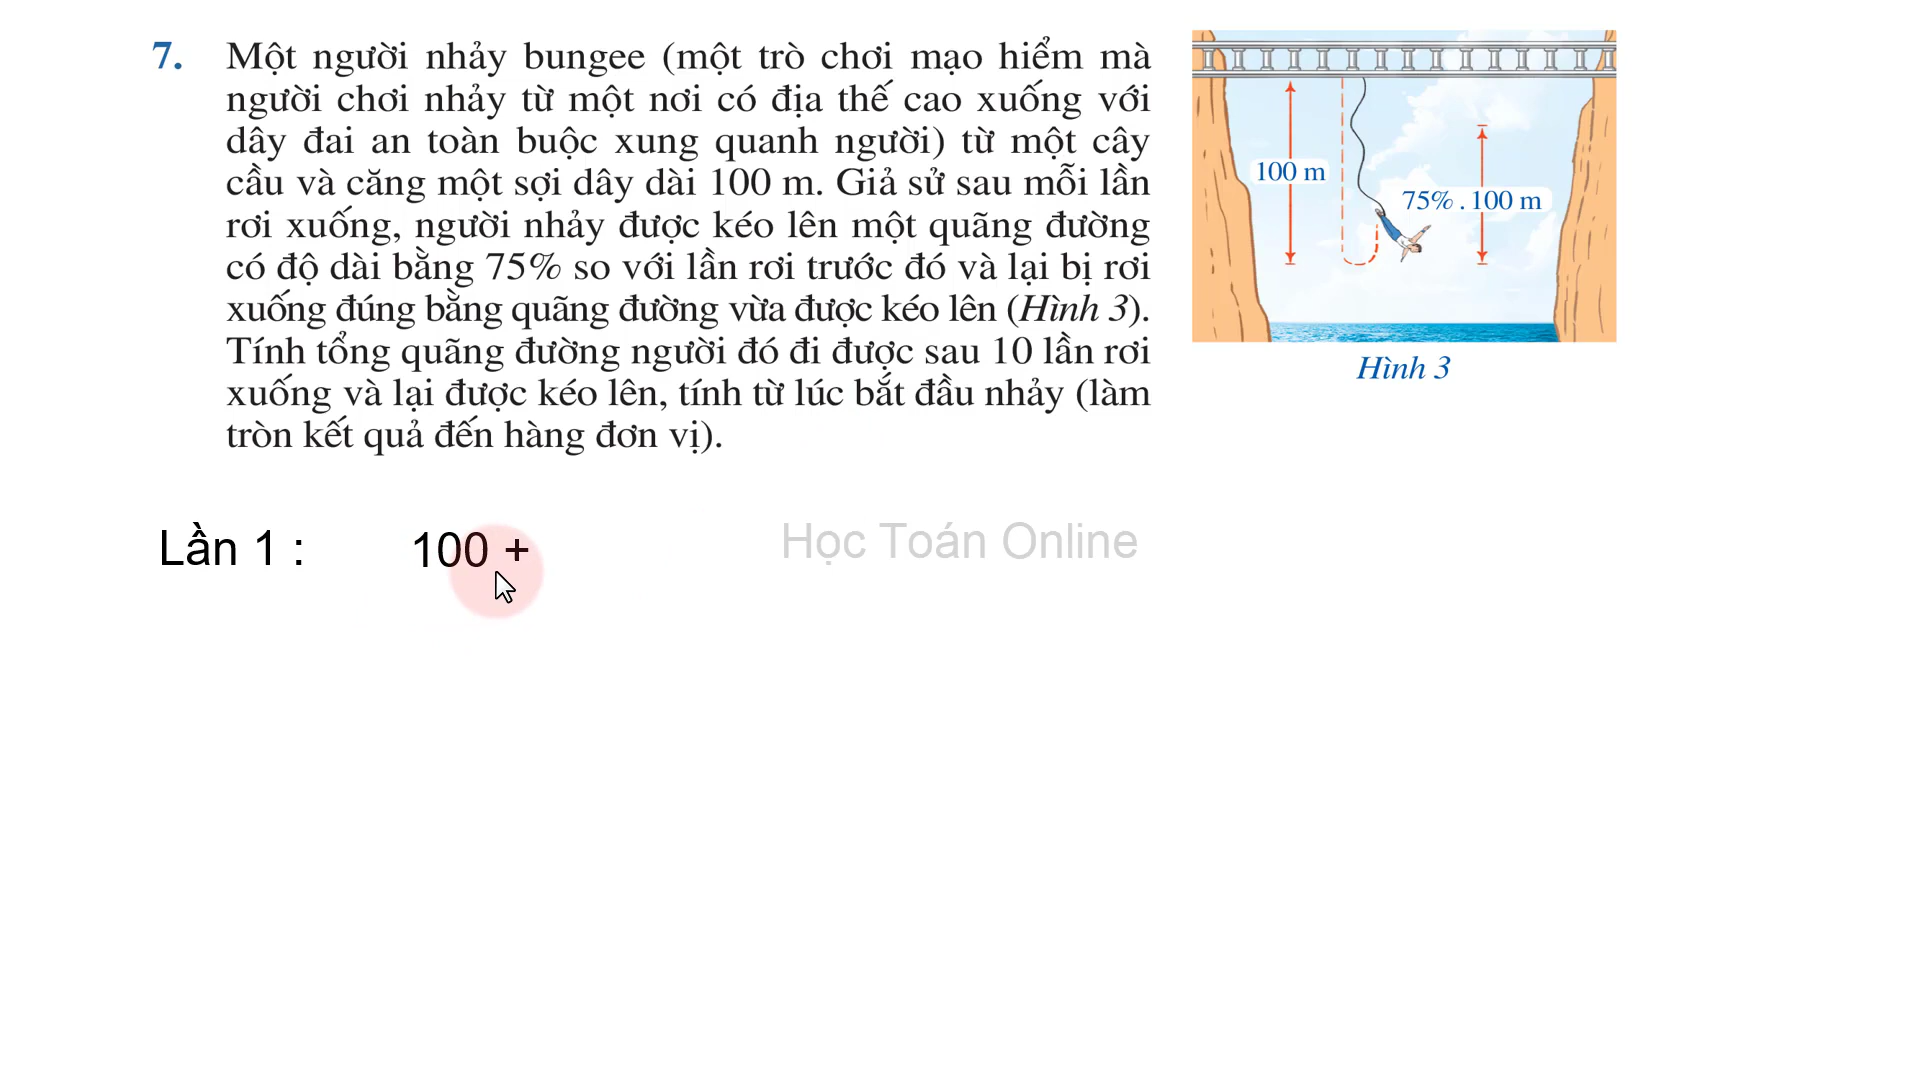 7. Một người nhảy bungee (một trò chơi mạo hiểm mà
người chơi nhảy từ một nơi có địa thế cao xuống với
dây đai an toàn buộc xung quanh người) từ một cây
cầu và căng một sợi dây dài 100 m. Giả sử sau mỗi lần
rơi xuống, người nhảy được kéo lên một quãng đường
có độ dài bằng 75% so với lần rơi trước đó và lại bị rơi
xuống đúng bằng quãng đường vừa được kéo lên (Hình 3).
Tính tổng quãng đường người đó đi được sau 10 lần rơi
xuống và lại được kéo lên, tính từ lúc bắt đầu nhảy (làm
tròn kết quả đến hàng đơn vị).
100 m
75% . 100 m
Hình 3
Lần 1 : 100 +
Học Toán Online